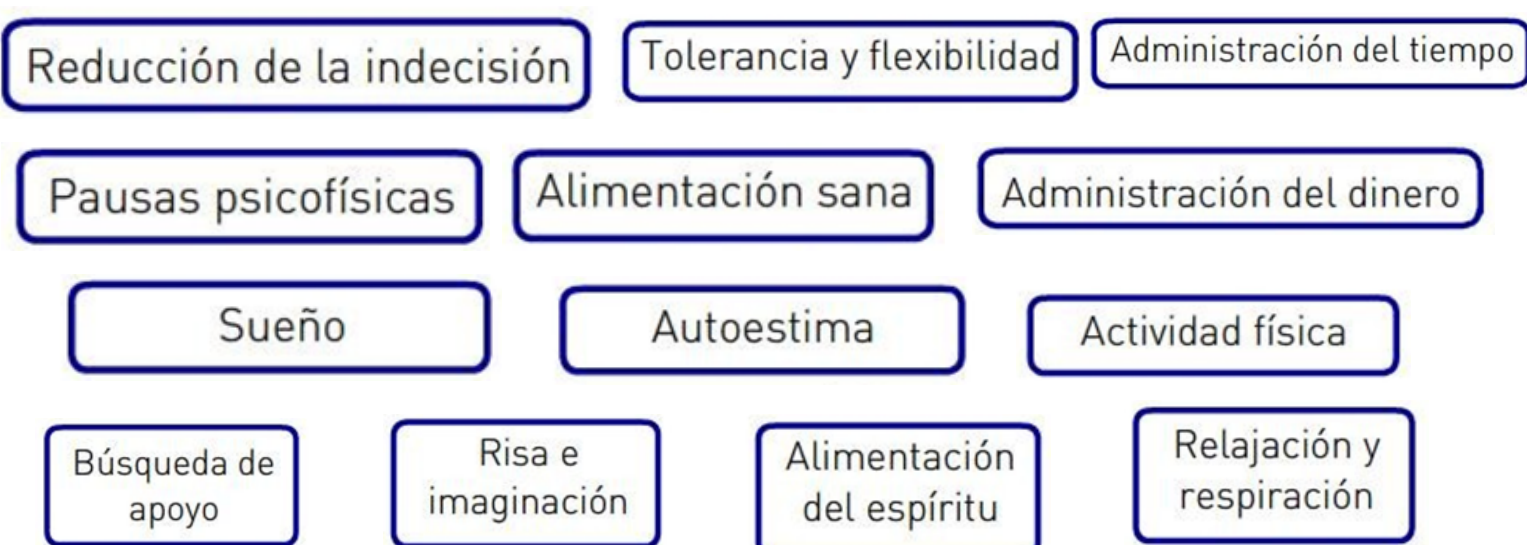 Reducción de la indecisión
Tolerancia y flexibilidad
Administración del tiempo
Pausas psicofísicas
Alimentación sana
Administración del dinero
Sueño
Autoestima
Actividad física
Búsqueda de
apoyo
Risa e
imaginación
Alimentación
del espíritu
Relajación y
respiración